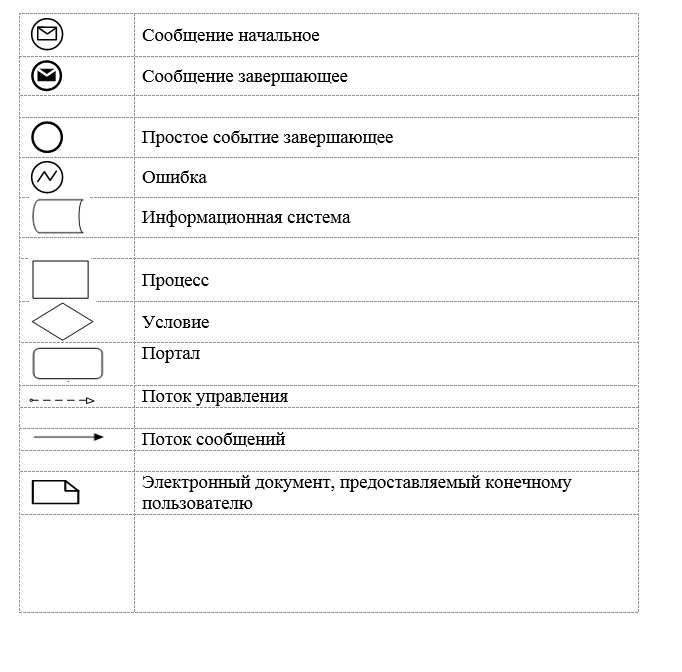 Сообщение начальное
Сообщение завершающее
Простое событие завершающее
Ошибка
Информационная система
Процесс
Условие
Портал
Поток управления
Поток сообщений
Электронный документ, предоставляемый конечному
пользователю